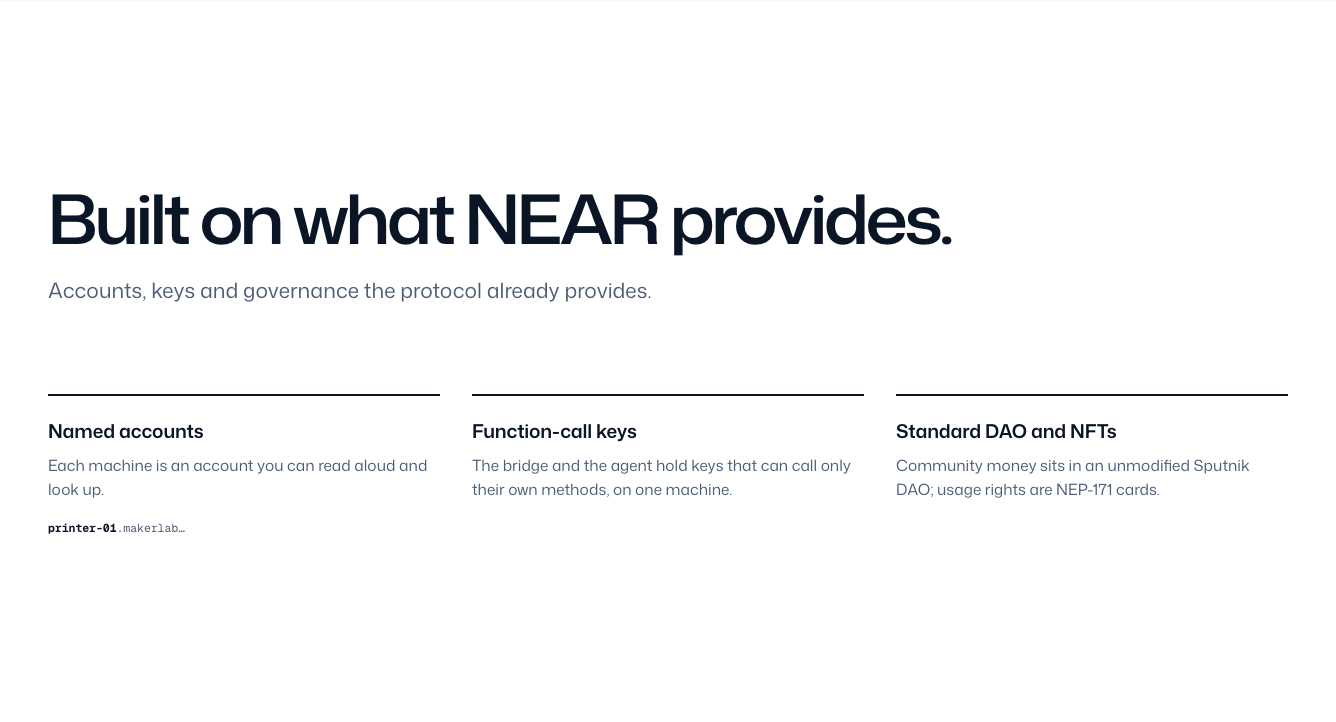 Built on what NEAR provides.
Accounts, keys and governance the protocol already provides.
Named accounts
Each machine is an account you can read aloud and
look up.
printer-01.makerlab…
Function-call keys
The bridge and the agent hold keys that can call only
their own methods, on one machine.
Standard DAO and NFTs
Community money sits in an unmodified Sputnik
DAO; usage rights are NEP-171 cards.